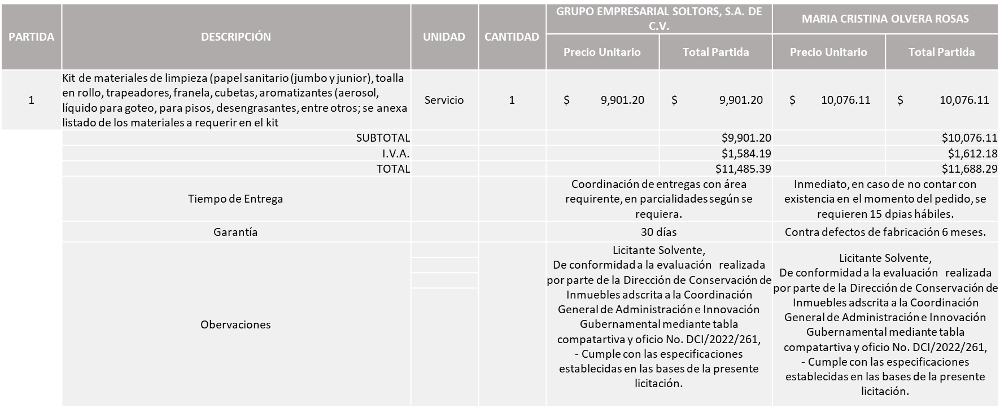 PARTIDA
DESCRIPCIÓN
UNIDAD
CANTIDAD
GRUPO EMPRESARIAL SOLTORS, S.A. DE
C.V.
MARIA CRISTINA OLVERA ROSAS
Precio Unitario
Total Partida
Precio Unitario
Total Partida
1
Kit de materiales de limpieza (papel sanitario (jumbo y junior), toalla
en rollo, trapeadores, franela, cubetas, aromatizantes (aerosol,
líquido para goteo, para pisos, desengrasantes, entre otros; se anexa
listado de los materiales a requerir en el kit
Servicio
1
$ 9,901.20
$ 9,901.20
$ 10,076.11
$ 10,076.11
SUBTOTAL
$9,901.20
$10,076.11
I.V.A.
$1,584.19
$1,612.18
TOTAL
$11,485.39
$11,688.29
Tiempo de Entrega
Coordinación de entregas con área
requirente, en parcialidades según se
requiera.
Inmediato, en caso de no contar con
existencia en el momento del pedido, se
requieren 15 dpias hábiles.
Garantía
30 días
Contra defectos de fabricación 6 meses.
Obervaciones
Licitante Solvente,
De conformidad a la evaluación realizada
por parte de la Dirección de Conservación de
Inmuebles adscrita a la Coordinación
General de Administración e Innovación
Gubernamental mediante tabla
compatartiva y oficio No. DCI/2022/261,
- Cumple con las especificaciones
establecidas en las bases de la presente
licitación.
Licitante Solvente,
De conformidad a la evaluación realizada
por parte de la Dirección de Conservación de
Inmuebles adscrita a la Coordinación
General de Administración e Innovación
Gubernamental mediante tabla
compatartiva y oficio No. DCI/2022/261,
- Cumple con las especificaciones
establecidas en las bases de la presente
licitación.